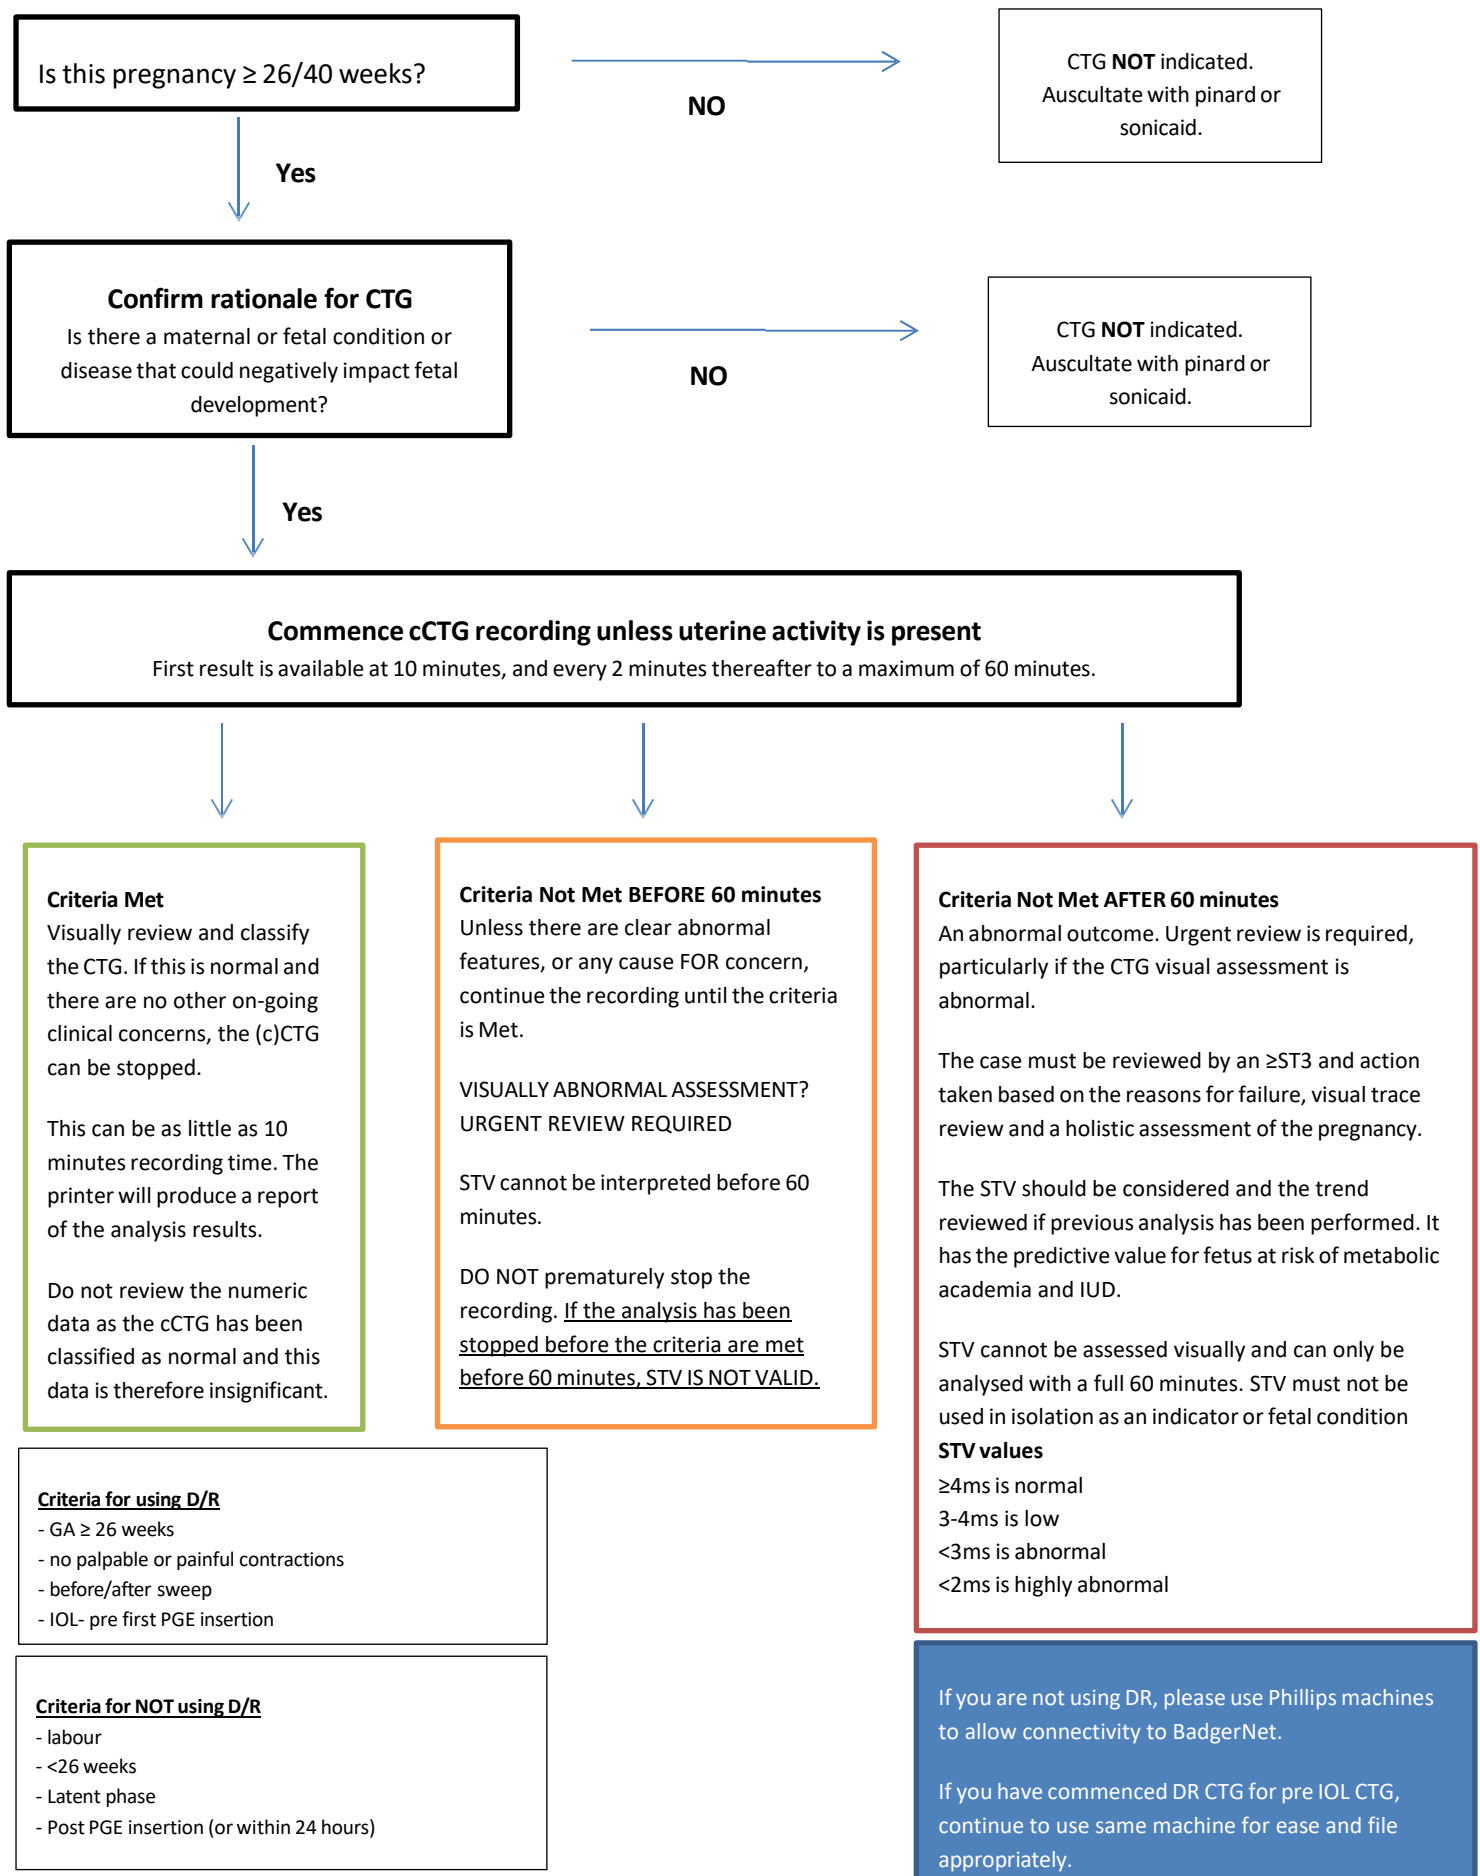 Is this pregnancy ≥ 26/40 weeks?
NO
CTG NOT indicated.
Auscultate with pinard or
sonicaid.
Yes
Confirm rationale for CTG
Is there a maternal or fetal condition or
disease that could negatively impact fetal
development?
NO
CTG NOT indicated.
Auscultate with pinard or
sonicaid.
Yes
Commence cCTG recording unless uterine activity is present
First result is available at 10 minutes, and every 2 minutes thereafter to a maximum of 60 minutes.
Criteria Met
Visually review and classify
the CTG. If this is normal and
there are no other on-going
clinical concerns, the (c)CTG
can be stopped.
This can be as little as 10
minutes recording time. The
printer will produce a report
of the analysis results.
Do not review the numeric
data as the cCTG has been
classified as normal and this
data is therefore insignificant.
Criteria Not Met BEFORE 60 minutes
Unless there are clear abnormal
features, or any cause FOR concern,
continue the recording until the criteria
is Met.
VISUALLY ABNORMAL ASSESSMENT?
URGENT REVIEW REQUIRED
STV cannot be interpreted before 60
minutes.
DO NOT prematurely stop the
recording. If the analysis has been
stopped before the criteria are met
before 60 minutes, STV IS NOT VALID.
Criteria Not Met AFTER 60 minutes
An abnormal outcome. Urgent review is required,
particularly if the CTG visual assessment is
abnormal.
The case must be reviewed by an ≥ST3 and action
taken based on the reasons for failure, visual trace
review and a holistic assessment of the pregnancy.
The STV should be considered and the trend
reviewed if previous analysis has been performed. It
has the predictive value for fetus at risk of metabolic
academia and IUD.
STV cannot be assessed visually and can only be
analysed with a full 60 minutes. STV must not be
used in isolation as an indicator or fetal condition
STV values
≥4ms is normal
3-4ms is low
<3ms is abnormal
<2ms is highly abnormal
Criteria for using D/R
- GA ≥ 26 weeks
- no palpable or painful contractions
- before/after sweep
- IOL- pre first PGE insertion
Criteria for NOT using D/R
- labour
- <26 weeks
- Latent phase
- Post PGE insertion (or within 24 hours)
If you are not using DR, please use Phillips machines
to allow connectivity to BadgerNet.
If you have commenced DR CTG for pre IOL CTG,
continue to use same machine for ease and file
appropriately.